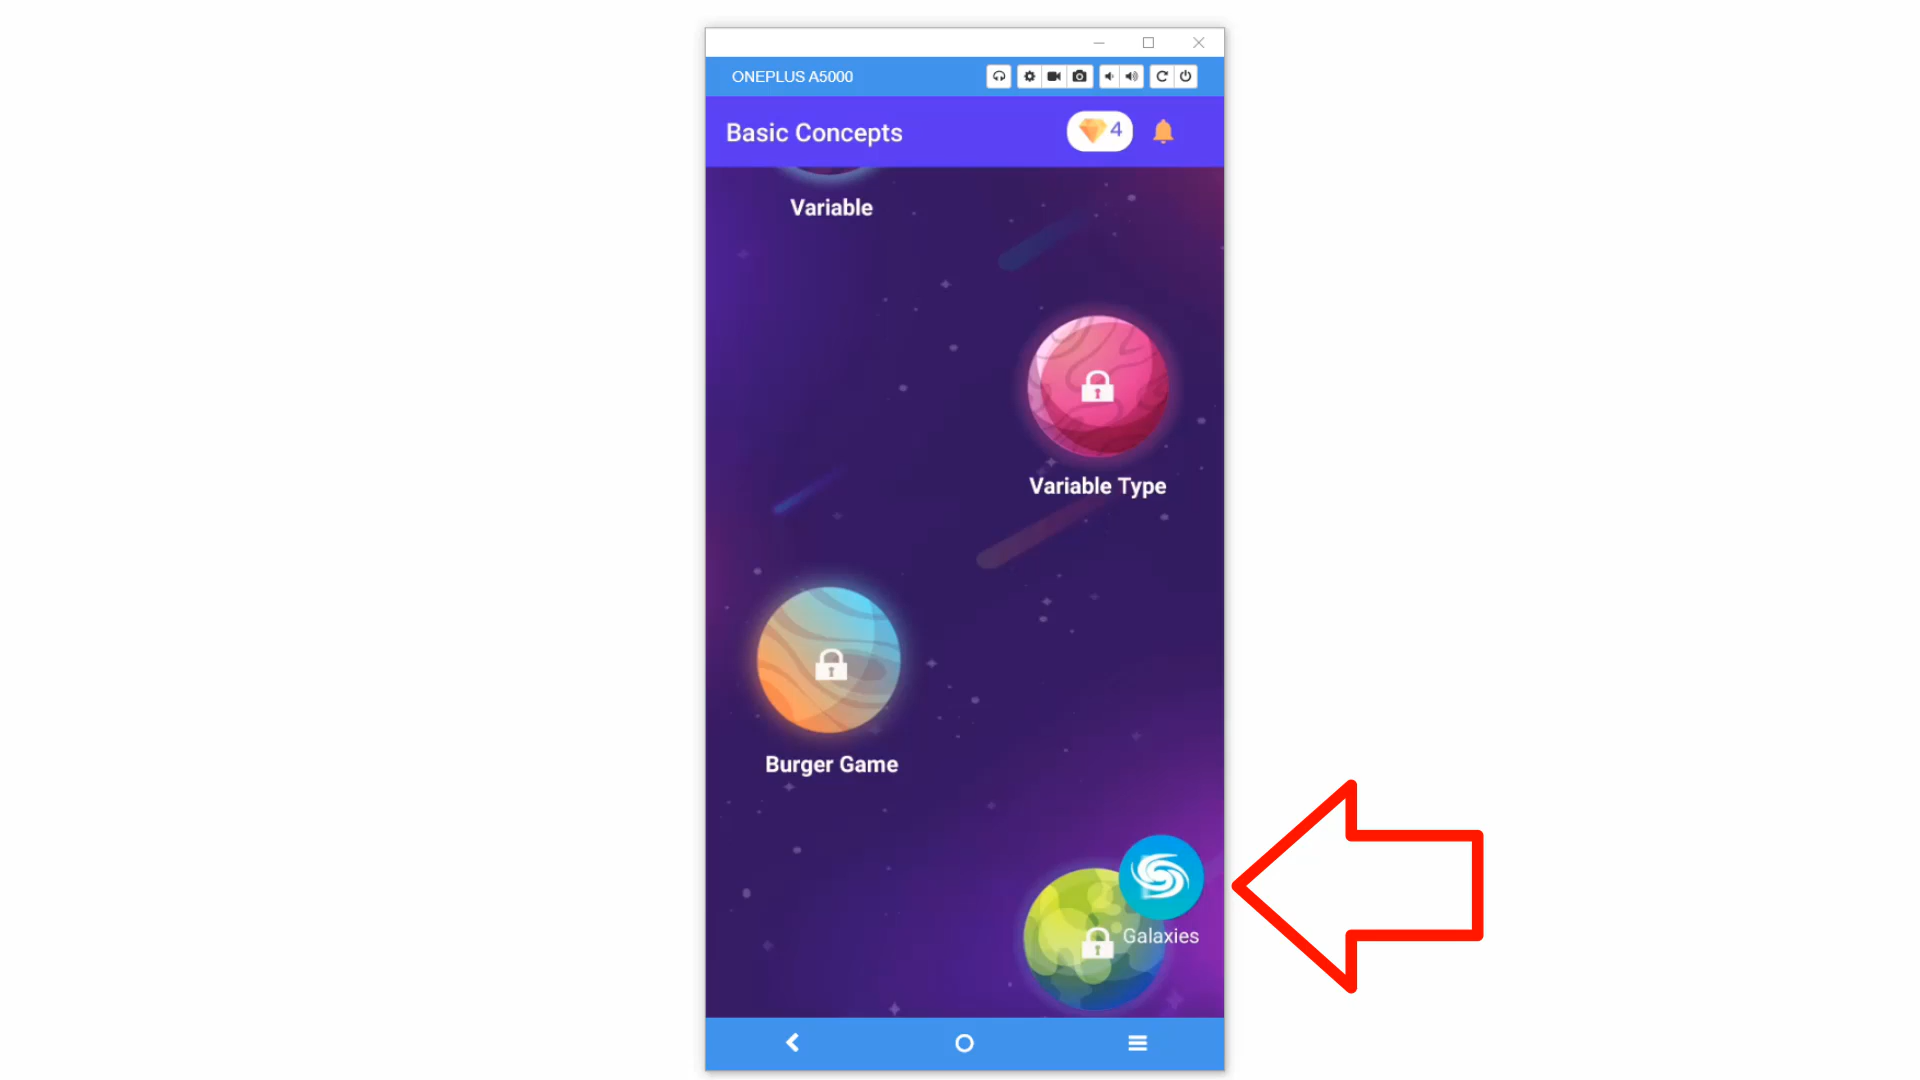 ONEPLUS A5000
Basic Concepts
4
Variable
Variable Type
Burger Game
Galaxies